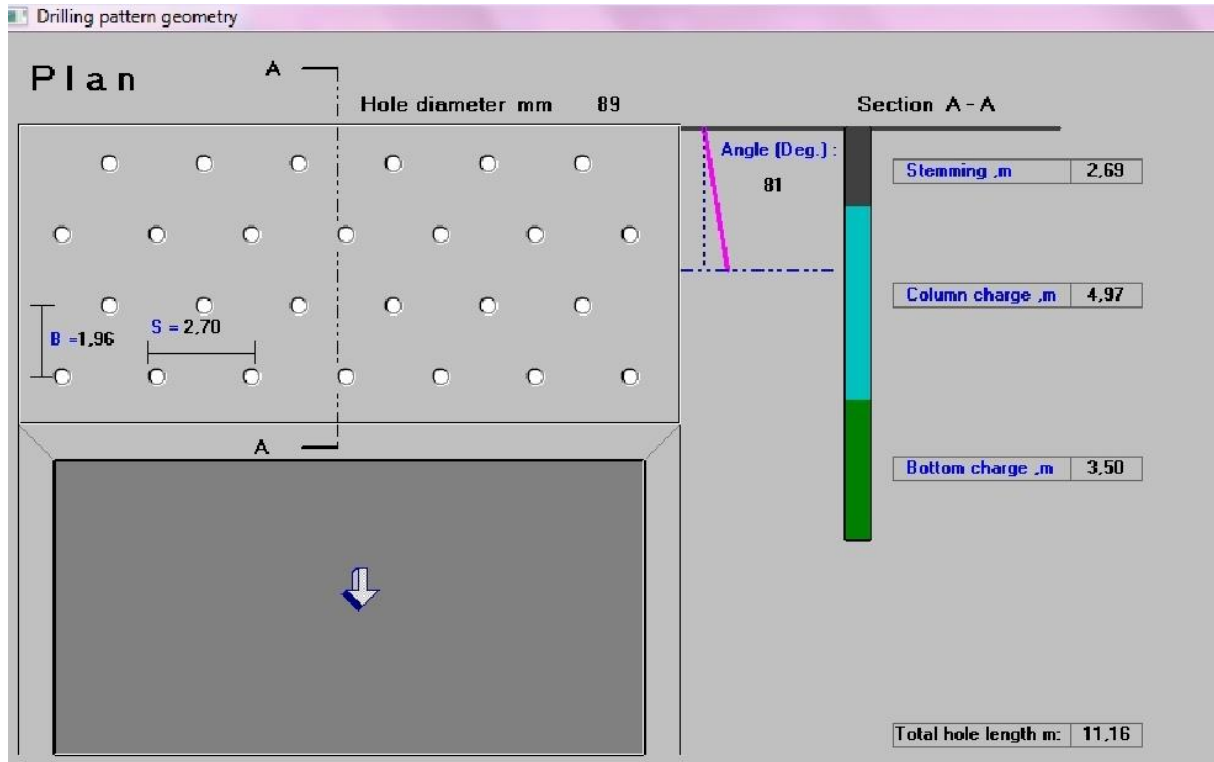 Drilling pattern geometry
Plan
A
Hole diameter mm 89
Section A - A
Angle (Deg.) :
81
Stemming ,m 2,69
Column charge ,m 4,97
B =1,96
S = 2,70
A
Bottom charge ,m 3,50
Total hole length m: 11,16